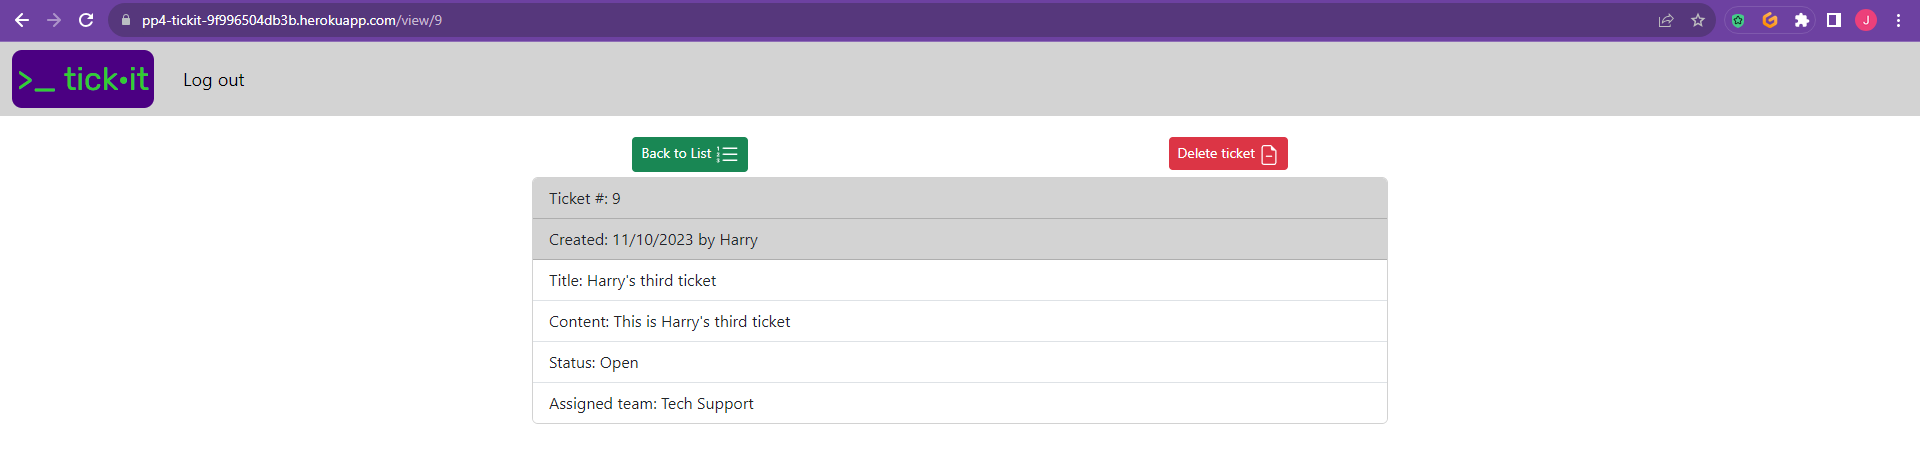 pp4-tickit-9f996504db3b.herokuapp.com/view/9
J
>_ tick•it
Log out
Back to List
Delete ticket
Ticket #: 9
Created: 11/10/2023 by Harry
Title: Harry's third ticket
Content: This is Harry's third ticket
Status: Open
Assigned team: Tech Support